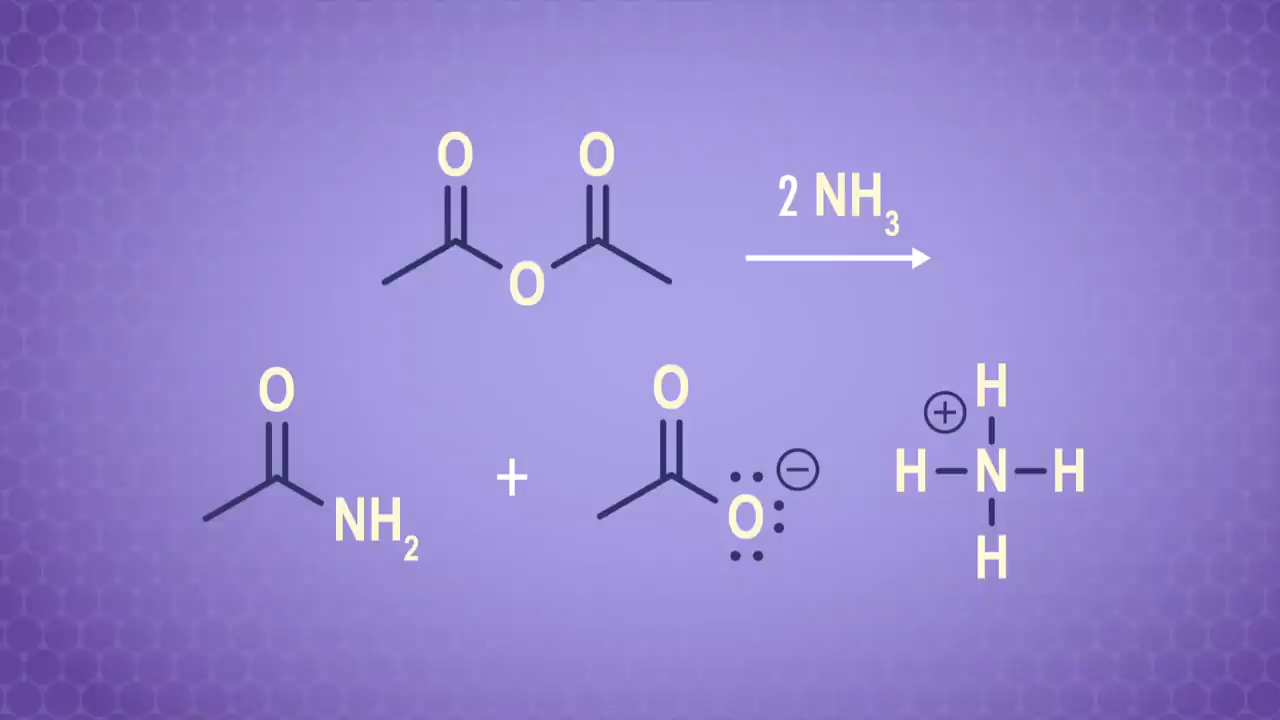 O O
2 NH₃
O
O O H
⊕
⊖
+ H N H
NH₂ O
H